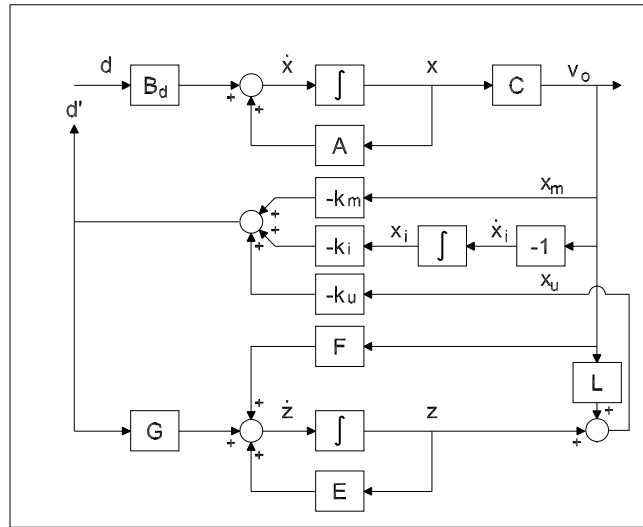 d B_d ẋ ∫ x C v_o
+ +
d' A
-k_m x_m
+ +
-k_i x_i ∫ ẋ_i -1
+
-k_u x_u
F
L
+ +
G ż ∫ z
+ + +
E